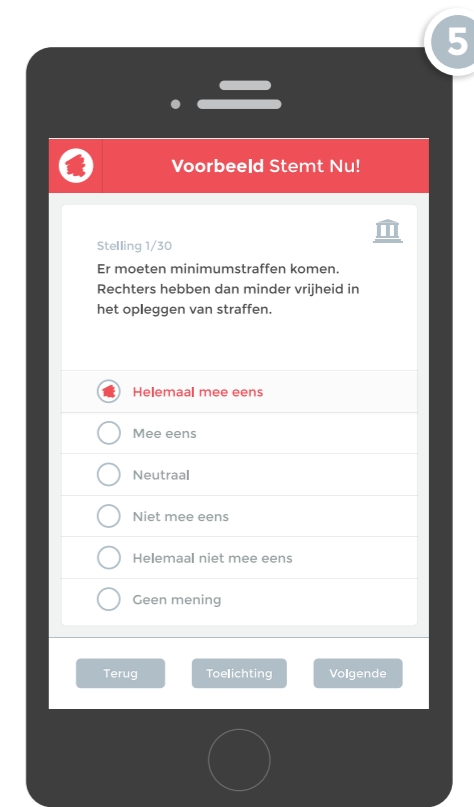 5
Voorbeeld Stemt Nu!
Stelling 1/30
Er moeten minimumstraffen komen.
Rechters hebben dan minder vrijheid in
het opleggen van straffen.
Helemaal mee eens
Mee eens
Neutraal
Niet mee eens
Helemaal niet mee eens
Geen mening
Terug
Toelichting
Volgende